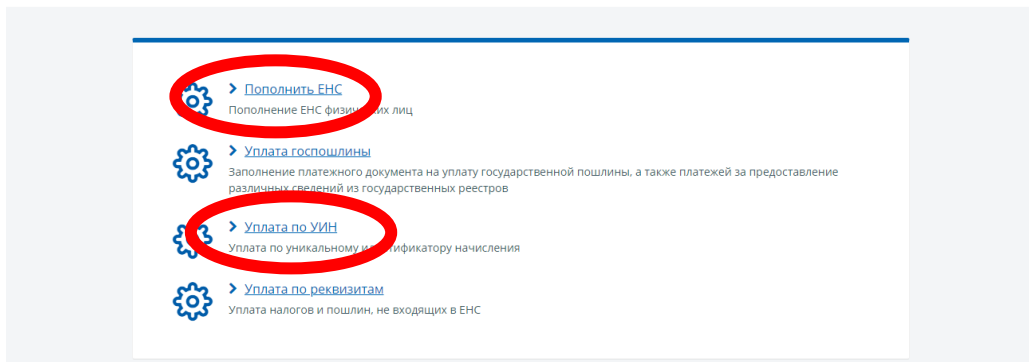 Пополнить ЕНС
Пополнение ЕНС физических лиц
Уплата госпошлины
Заполнение платежного документа на уплату государственной пошлины, а также платежей за предоставление
различных сведений из государственных реестров
Уплата по УИН
Уплата по уникальному идентификатору начисления
Уплата по реквизитам
Уплата налогов и пошлин, не входящих в ЕНС